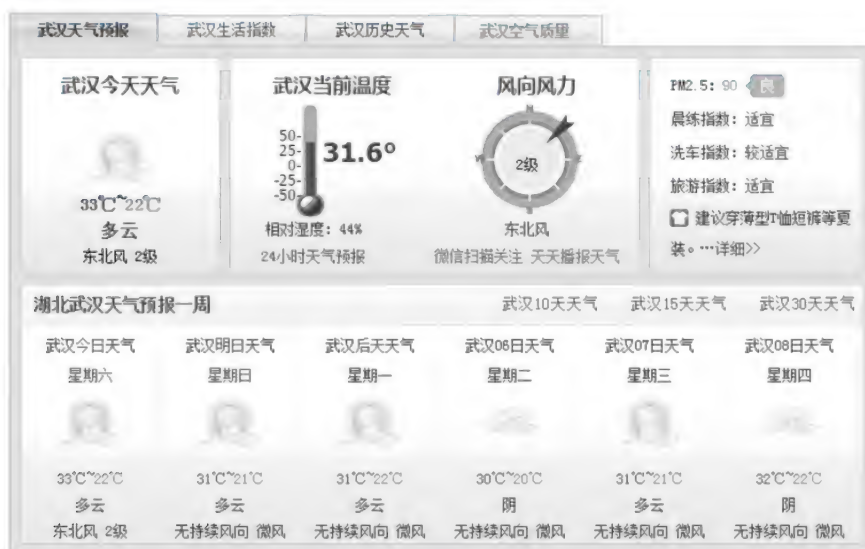 武汉天气预报 武汉生活指数 武汉历史天气 武汉空气质量
武汉今天天气
33℃~22℃
多云
东北风 2级
武汉当前温度
50-
25-
0-
-25-
-50-
31.6°
相对湿度: 44%
24小时天气预报
风向风力
N
W E
2级
东北风
微信扫描关注 天天播报天气
PM2.5: 90 良
晨练指数: 适宜
洗车指数: 较适宜
旅游指数: 适宜
建议穿薄型T恤短裤等夏
装。…详细>>
湖北武汉天气预报一周 武汉10天天气 武汉15天天气 武汉30天天气
武汉今日天气 武汉明日天气 武汉后天天气 武汉06日天气 武汉07日天气 武汉08日天气
星期六 星期日 星期一 星期二 星期三 星期四
33℃~22℃ 31℃~21℃ 31℃~22℃ 30℃~20℃ 31℃~21℃ 32℃~22℃
多云 多云 多云 阴 多云 阴
东北风 2级 无持续风向 微风 无持续风向 微风 无持续风向 微风 无持续风向 微风 无持续风向 微风